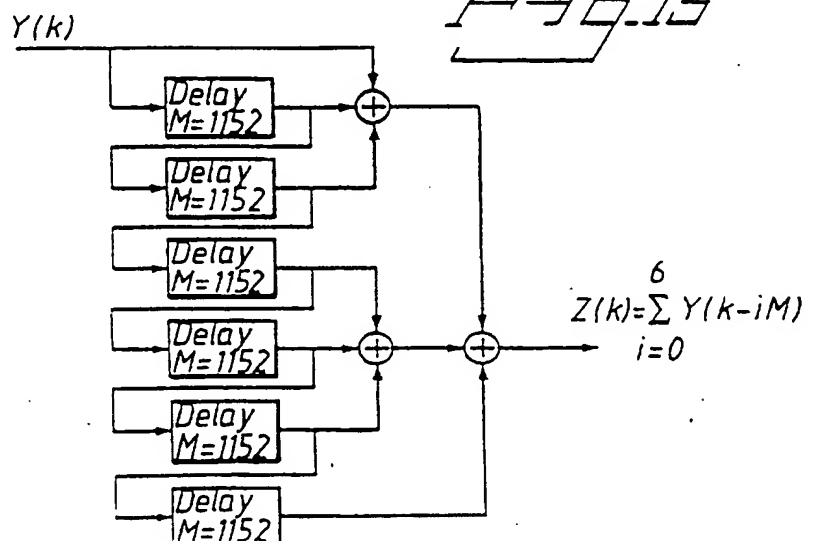 Y(k)
Delay
M=1152
Delay
M=1152
Delay
M=1152
Delay
M=1152
Delay
M=1152
Delay
M=1152
6
Z(k)=Σ Y(k-iM)
i=0